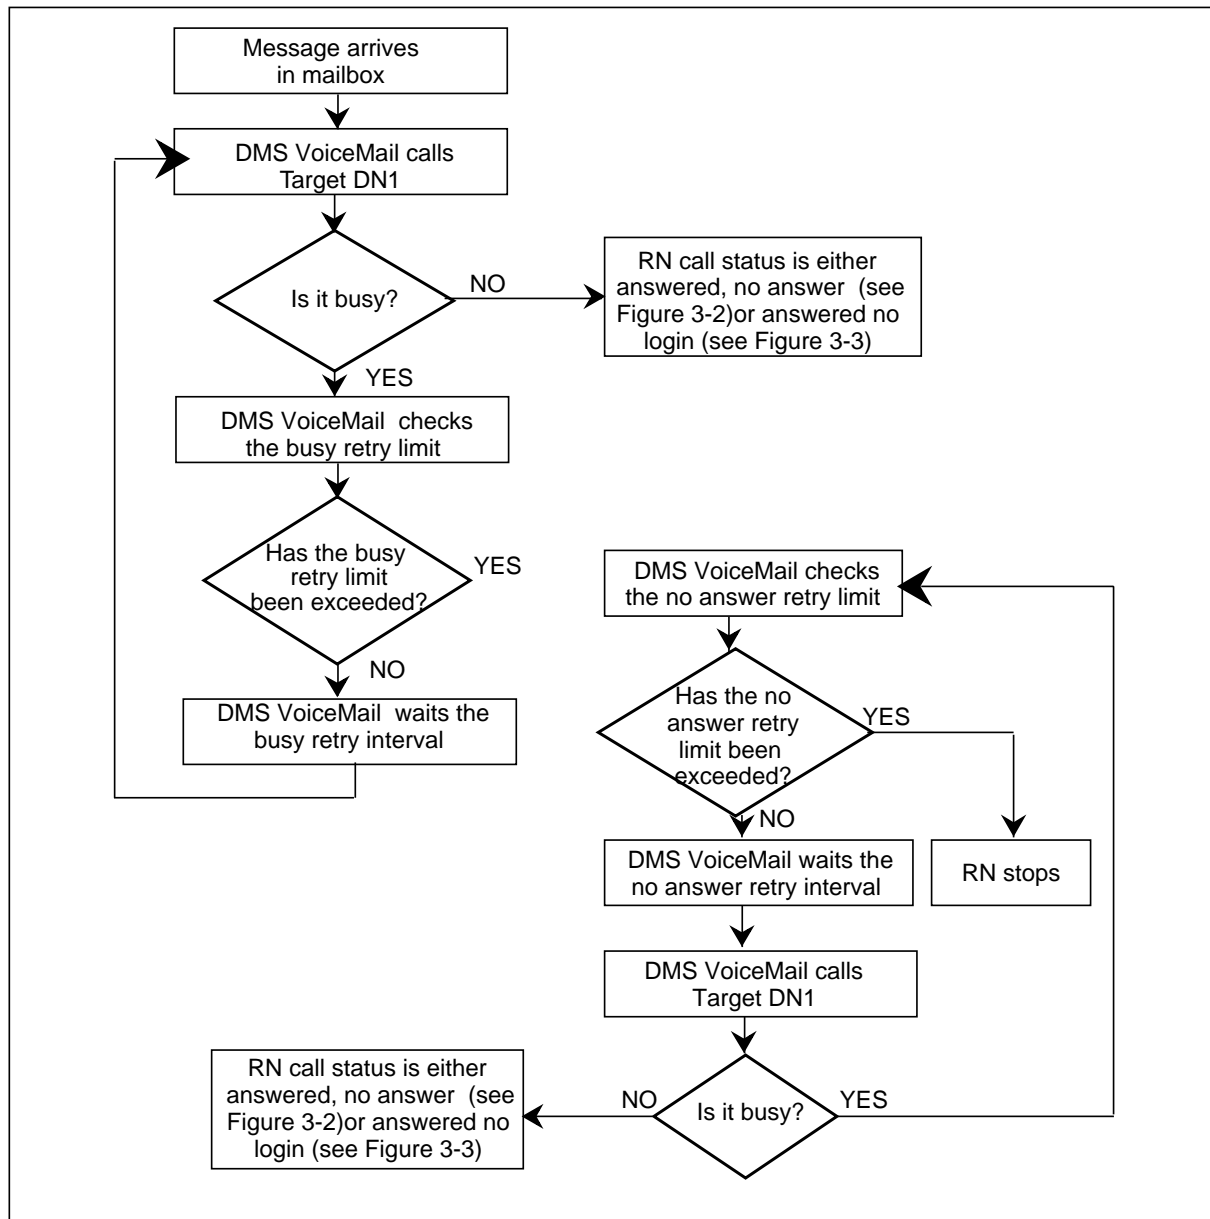 Message arrives
in mailbox
DMS VoiceMail calls
Target DN1
Is it busy?
NO
RN call status is either
answered, no answer (see
Figure 3-2)or answered no
login (see Figure 3-3)
YES
DMS VoiceMail checks
the busy retry limit
Has the busy
retry limit
been exceeded?
YES
NO
DMS VoiceMail waits the
busy retry interval
DMS VoiceMail checks
the no answer retry limit
Has the no
answer retry
limit been
exceeded?
YES
NO
DMS VoiceMail waits the
no answer retry interval
RN stops
DMS VoiceMail calls
Target DN1
Is it busy?
YES
NO
RN call status is either
answered, no answer (see
Figure 3-2)or answered no
login (see Figure 3-3)